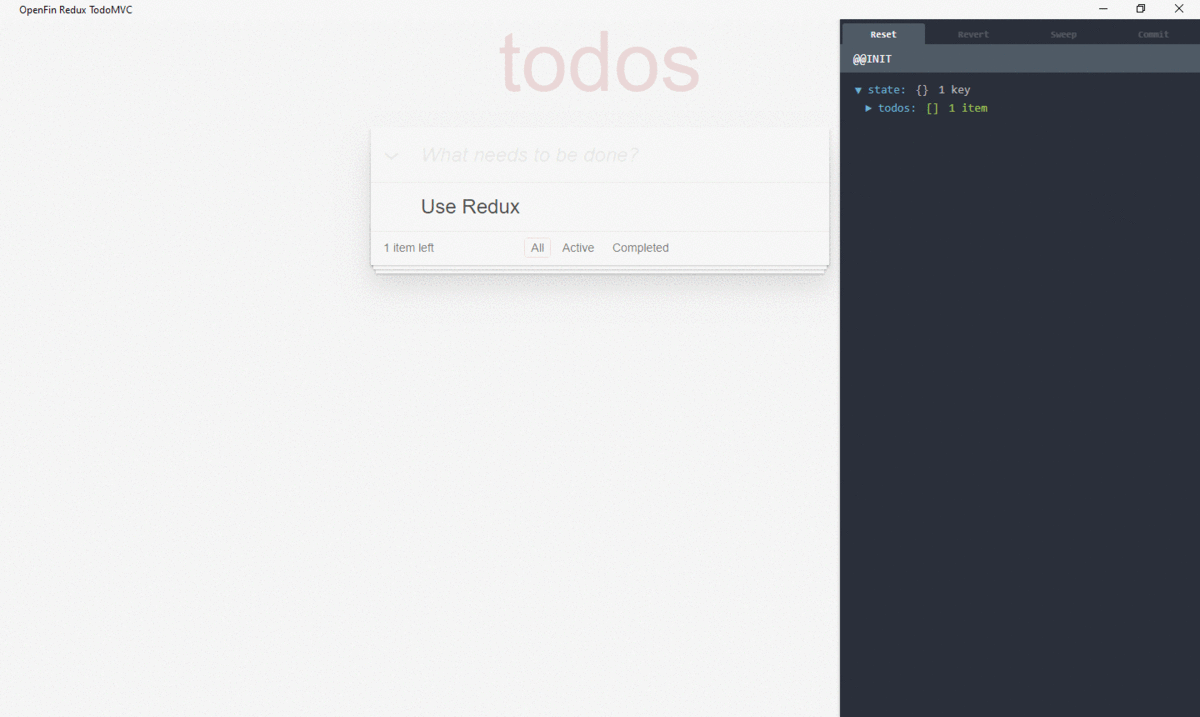 OpenFin Redux TodoMVC
todos
What needs to be done?
Use Redux
1 item left All Active Completed
Reset Revert Sweep Commit
@@INIT
▼ state: {} 1 key
▶ todos: [] 1 item